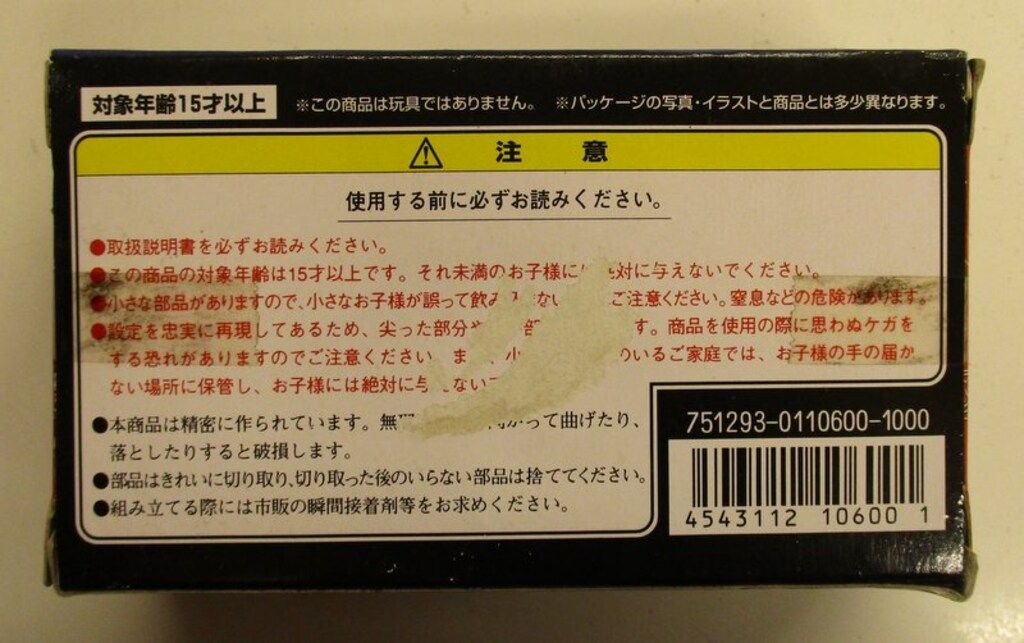 対象年齢15才以上 ※この商品は玩具ではありません。 ※パッケージの写真・イラストと商品とは多少異なります。
注 意
使用する前に必ずお読みください。
●取扱説明書を必ずお読みください。
●この商品の対象年齢は15才以上です。それ未満のお子様に 対に与えないでください。
●小さな部品がありますので、小さなお子様が誤って飲み ない ご注意ください。窒息などの危険があります。
●設定を忠実に再現してあるため、尖った部分や 部 す。商品を使用の際に思わぬケガを
する恐れがありますのでご注意ください ま 小 のいるご家庭では、お子様の手の届か
ない場所に保管し、お子様には絶対に ない
●本商品は精密に作られています。無 って曲げたり、
落としたりすると破損します。
●部品はきれいに切り取り、切り取った後のいらない部品は捨ててください。
●組み立てる際には市販の瞬間接着剤等をお求めください。
751293-0110600-1000
4543112 10600 1